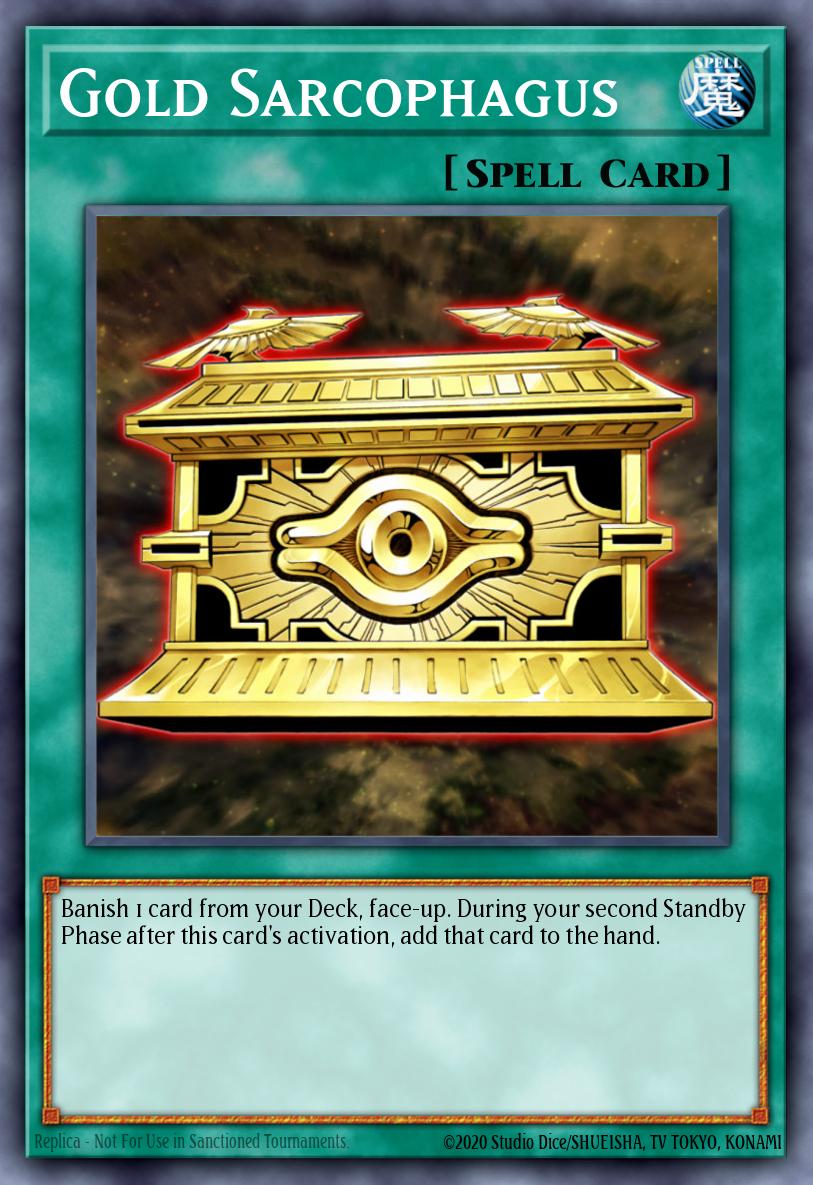 Gold Sarcophagus
SPELL
魔
[Spell Card]
Banish 1 card from your Deck, face-up. During your second Standby
Phase after this card's activation, add that card to the hand.
Replica - Not For Use in Sanctioned Tournaments.
©2020 Studio Dice/SHUEISHA, TV TOKYO, KONAMI